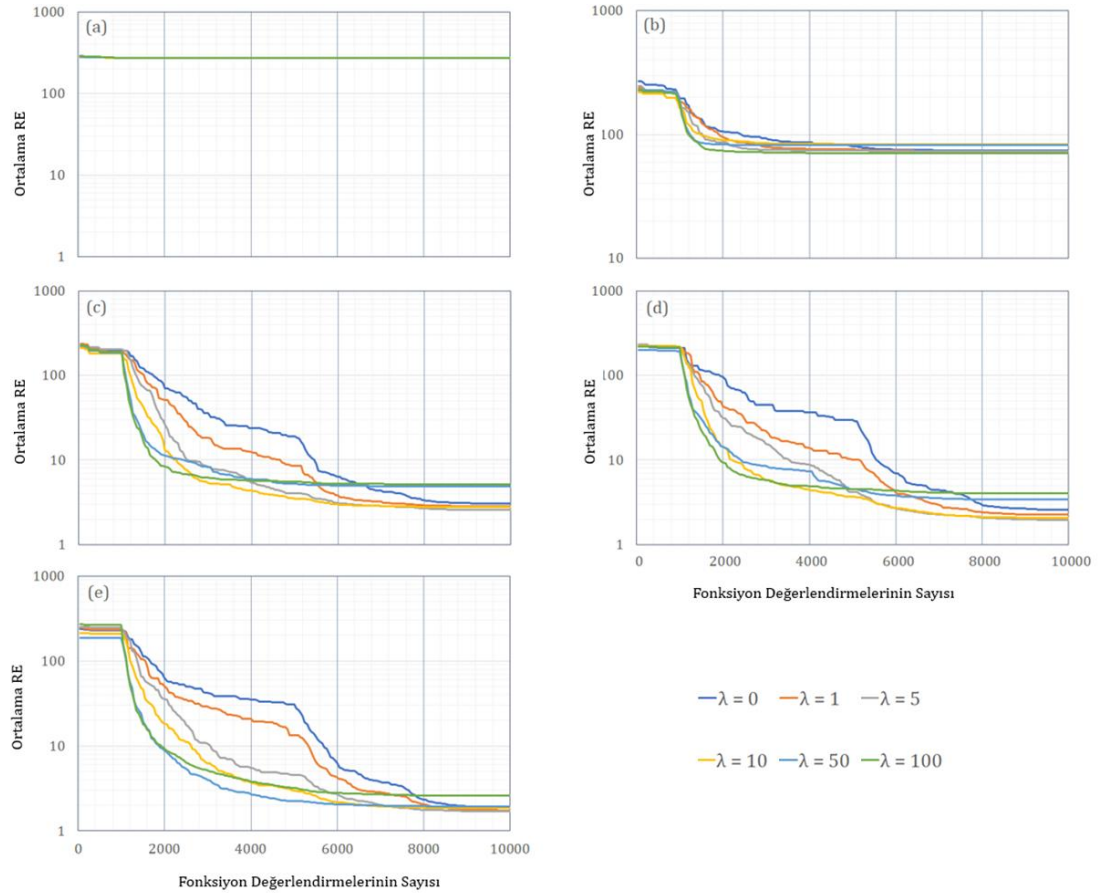 (a)
1000
100
10
1
Ortalama RE
(b)
1000
100
10
Ortalama RE
(c)
1000
100
10
1
Ortalama RE
(d)
1000
100
10
1
Ortalama RE
0 2000 4000 6000 8000 10000
Fonksiyon Değerlendirmelerinin Sayısı
(e)
1000
100
10
1
Ortalama RE
0 2000 4000 6000 8000 10000
Fonksiyon Değerlendirmelerinin Sayısı
λ = 0 λ = 1 λ = 5
λ = 10 λ = 50 λ = 100